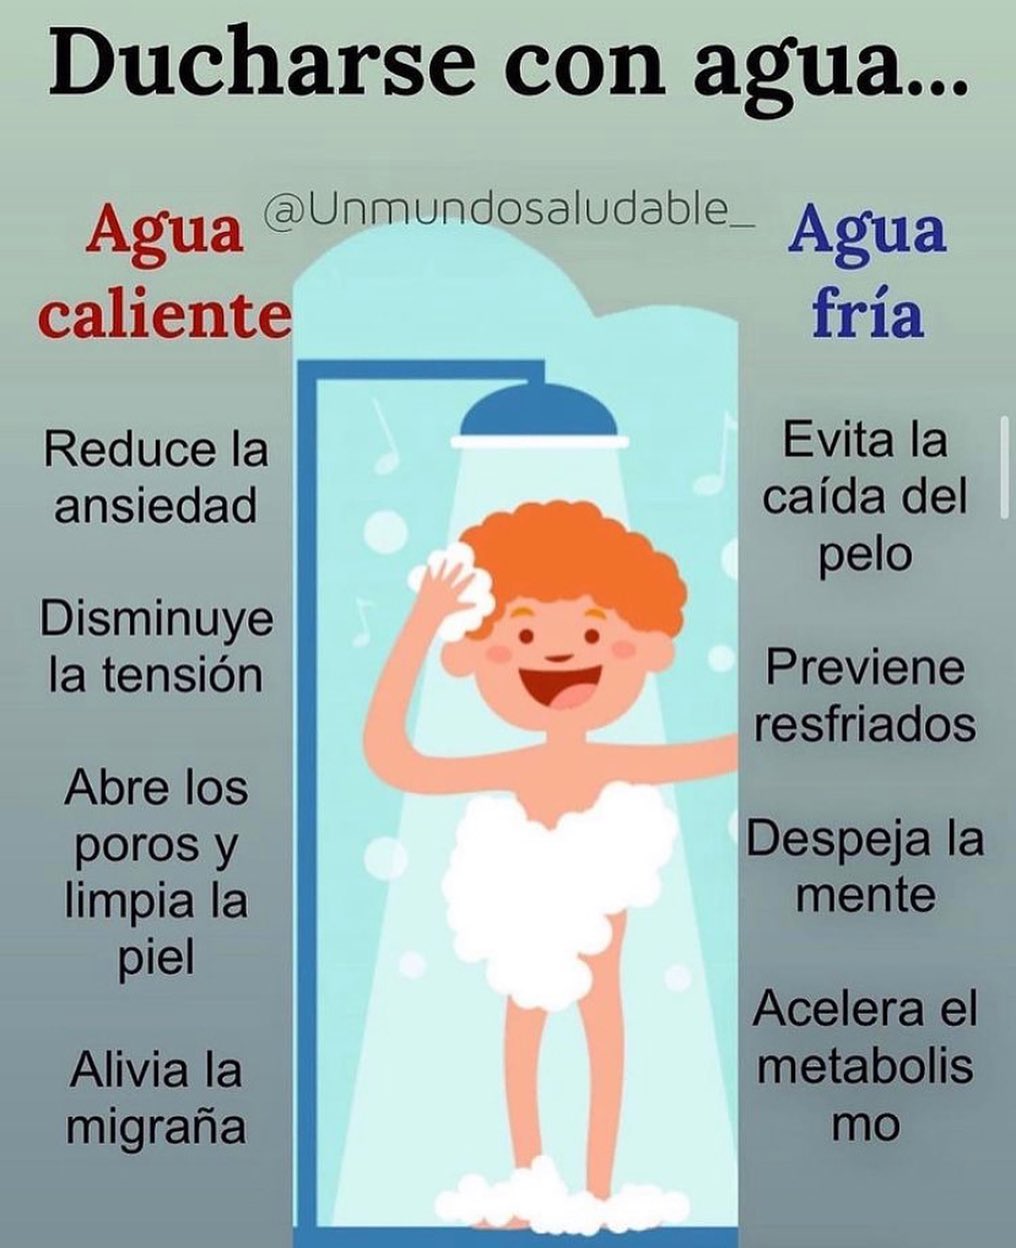 Ducharse con agua...
@Unmundosaludable_
Agua
caliente
Reduce la
ansiedad
Disminuye
la tensión
Abre los
poros y
limpia la
piel
Alivia la
migraña
Agua
fría
Evita la
caída del
pelo
Previene
resfriados
Despeja la
mente
Acelera el
metabolis
mo